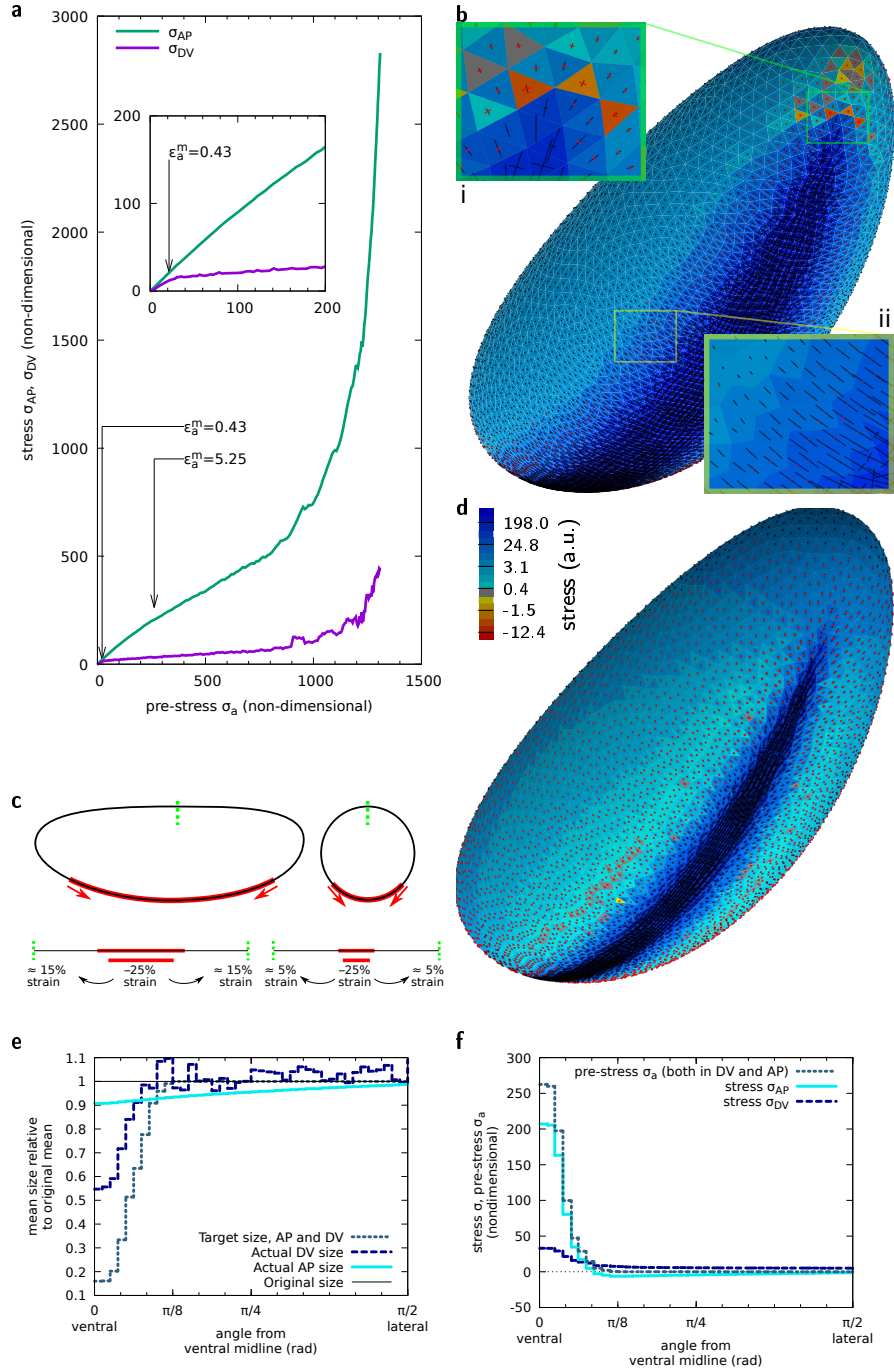 a
3000
2500
2000
1500
1000
500
0
0
500
1000
1500
stress σAP, σDV (non-dimensional)
pre-stress σa (non-dimensional)
σAP
σDV
200
100
0
0
100
200
εam=0.43
εam=0.43
εam=5.25
b
i
ii
c
≈ 15%
strain
–25%
strain
≈ 15%
strain
≈ 5%
strain
–25%
strain
≈ 5%
strain
d
198.0
24.8
3.1
0.4
-1.5
-12.4
stress (a.u.)
e
1.1
1
0.9
0.8
0.7
0.6
0.5
0.4
0.3
0.2
0.1
mean size relative
to original mean
Target size, AP and DV
Actual DV size
Actual AP size
Original size
0
π/8
π/4
π/2
ventral
lateral
angle from
ventral midline (rad)
f
300
250
200
150
100
50
0
-50
stress σ, pre-stress σa
(nondimensional)
pre-stress σa (both in DV and AP)
stress σAP
stress σDV
0
π/8
π/4
π/2
ventral
lateral
angle from
ventral midline (rad)